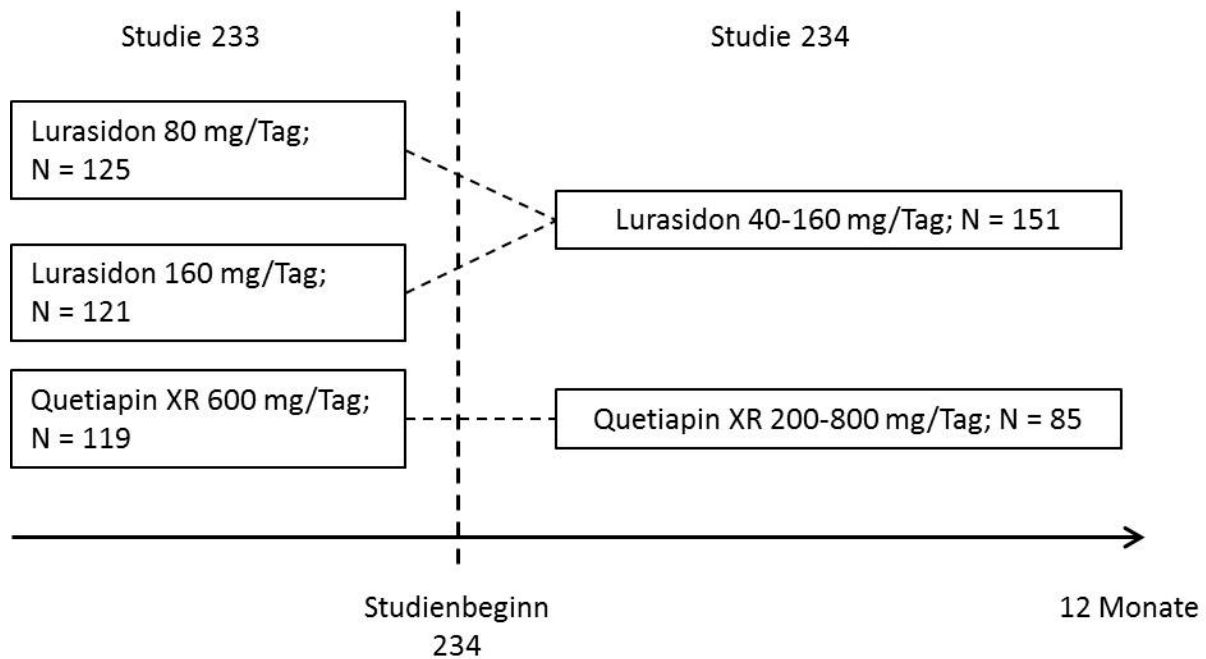 Studie 233
Studie 234
Lurasidon 80 mg/Tag;
N = 125
Lurasidon 160 mg/Tag;
N = 121
Quetiapin XR 600 mg/Tag;
N = 119
Lurasidon 40-160 mg/Tag; N = 151
Quetiapin XR 200-800 mg/Tag; N = 85
Studienbeginn
234
12 Monate